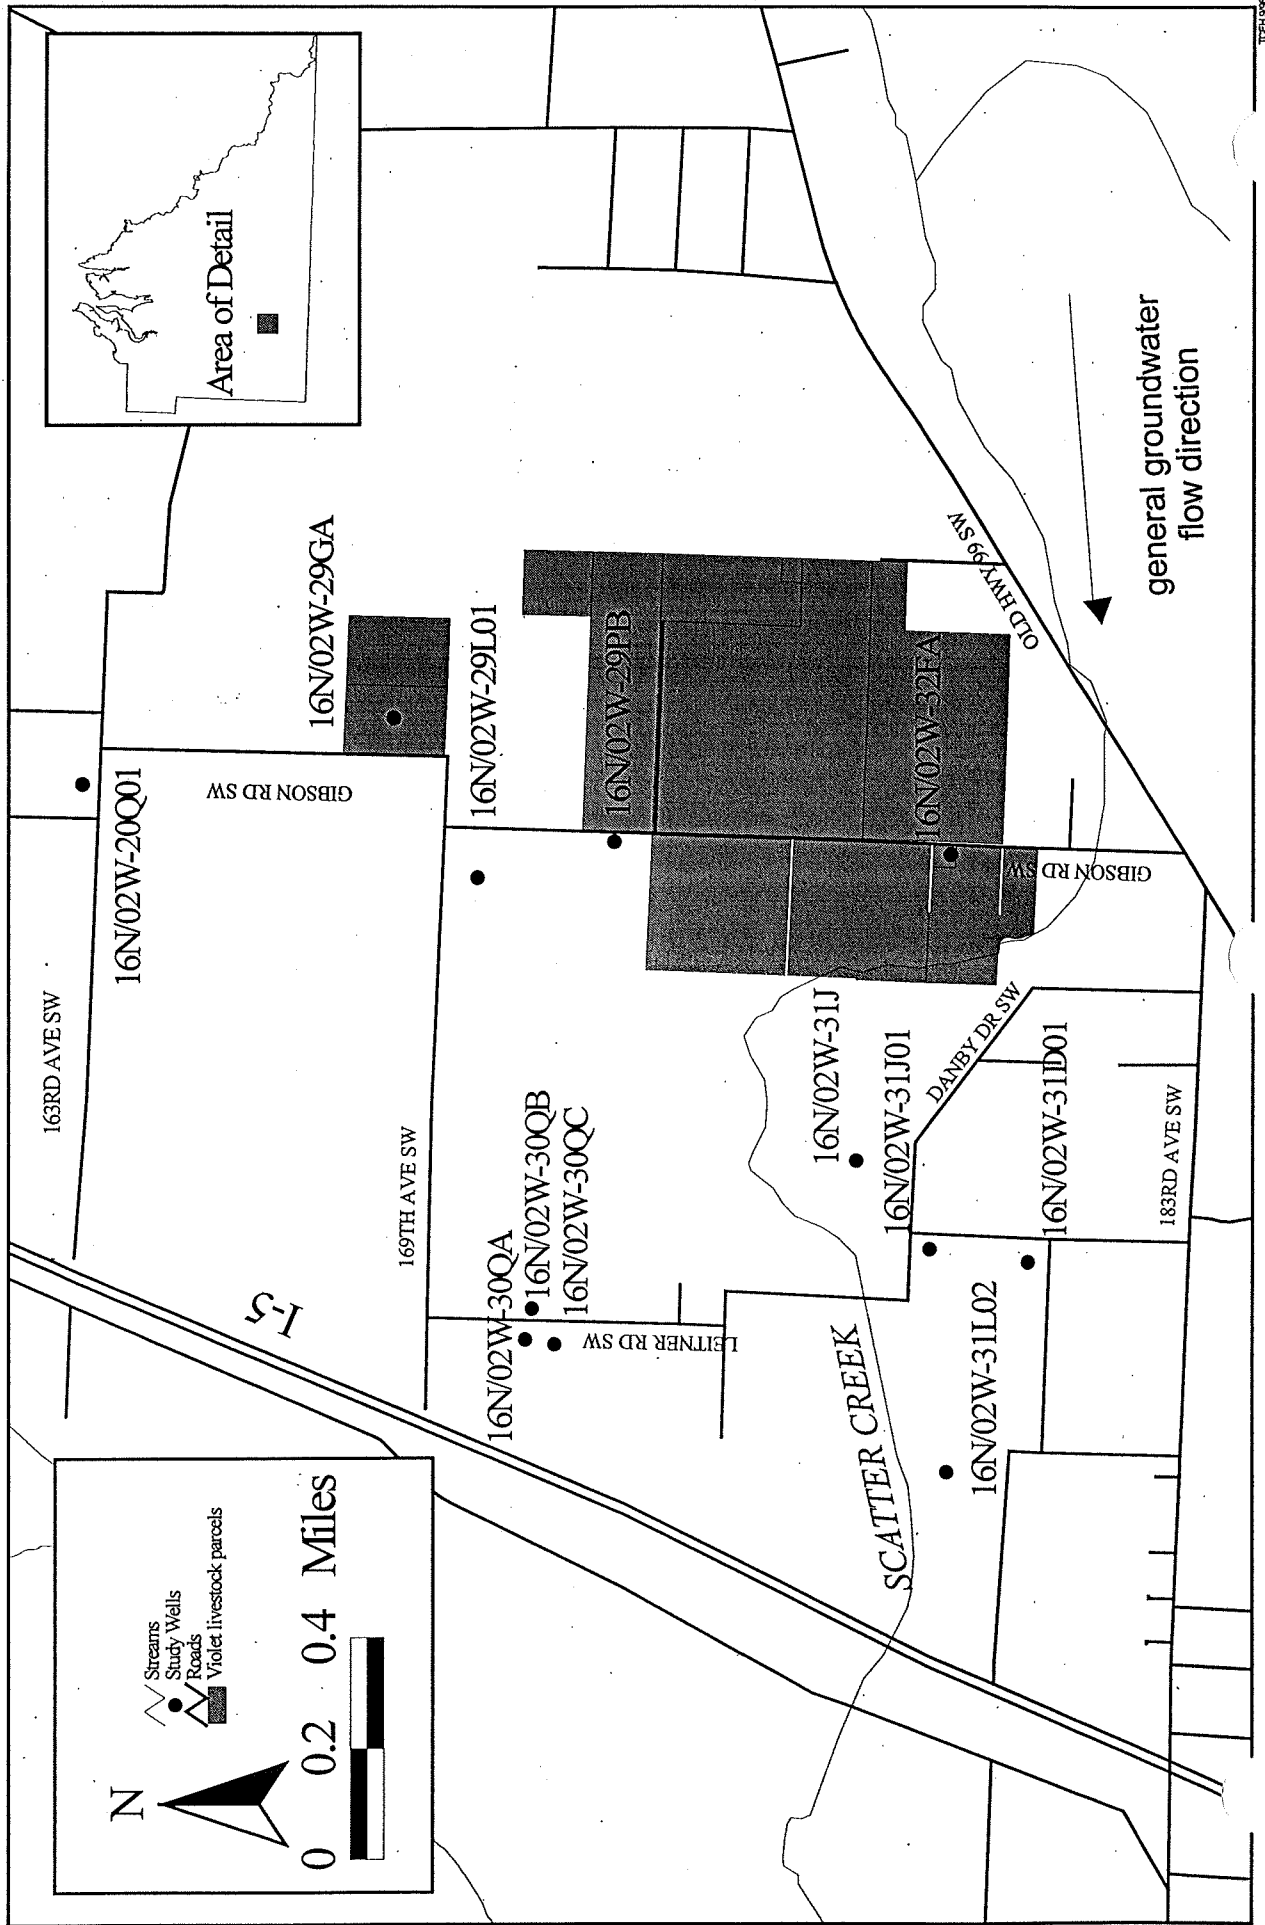 N
0 0.2 0.4 Miles
Streams
Study Wells
Roads
Violet livestock parcels
Area of Detail
163RD AVE SW
16N/02W-20Q01
I-5
GIBSON RD SW
16N/02W-29GA
169TH AVE SW
16N/02W-29L01
16N/02W-30QA
16N/02W-30QB
16N/02W-30QC
LEITNER RD SW
16N/02W-29PB
SCATTER CREEK
16N/02W-31J
16N/02W-31J01
16N/02W-32FA
OLD HWY 99 SW
DANBY DR SW
16N/02W-31L02
16N/02W-31D01
GIBSON RD SW
183RD AVE SW
general groundwater
flow direction